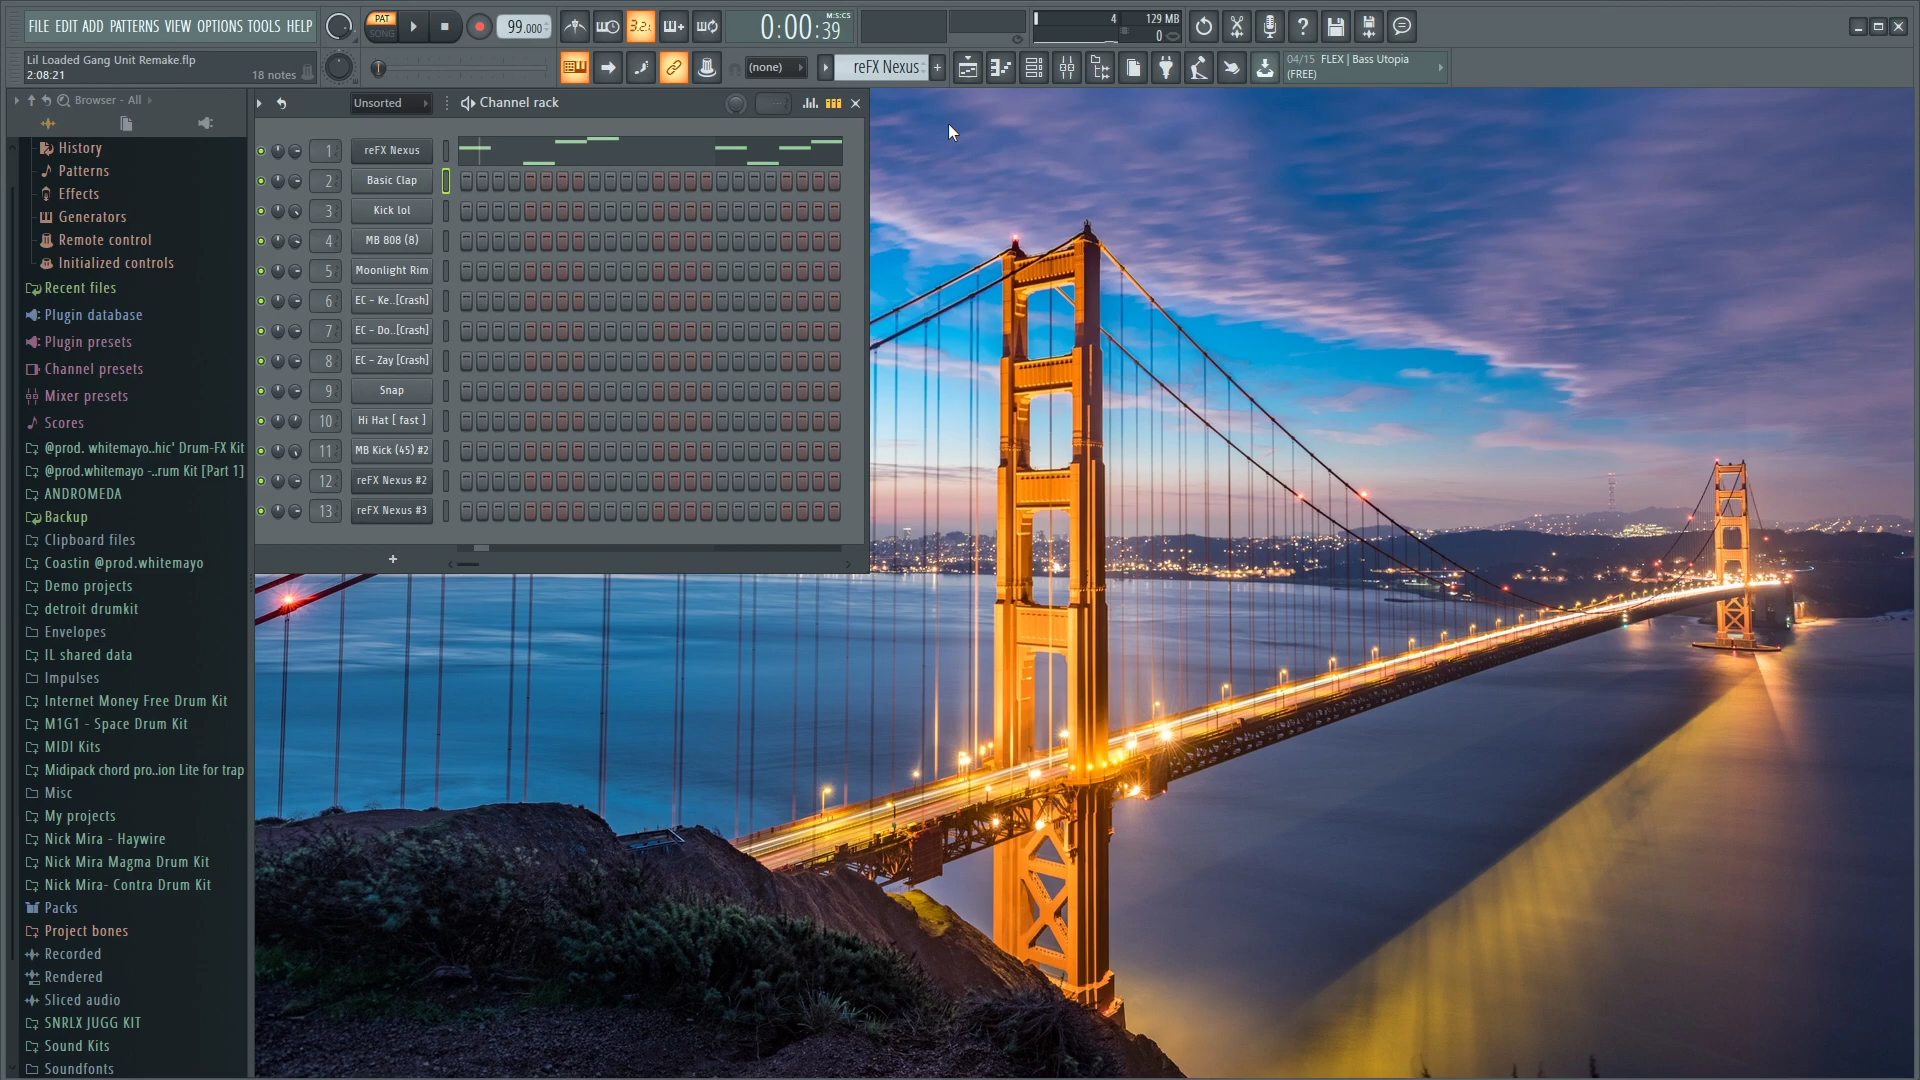 FILE EDIT ADD PATTERNS VIEW OPTIONS TOOLS HELP
PAT
SONG
99.000
3.2.
M:S:CS
0:00:39
4
129 MB
0
Lil Loaded Gang Unit Remake.flp
2:08:21
18 notes
(none)
reFX Nexus
+
04/15 FLEX | Bass Utopia
(FREE)
Browser - All
Unsorted
Channel rack
History
Patterns
Effects
Generators
Remote control
Initialized controls
Recent files
Plugin database
Plugin presets
Channel presets
Mixer presets
Scores
@prod. whitemayo..hic' Drum-FX Kit
@prod.whitemayo -..rum Kit [Part 1]
ANDROMEDA
Backup
Clipboard files
Coastin @prod.whitemayo
Demo projects
detroit drumkit
Envelopes
IL shared data
Impulses
Internet Money Free Drum Kit
M1G1 - Space Drum Kit
MIDI Kits
Midipack chord pro..ion Lite for trap
Misc
My projects
Nick Mira - Haywire
Nick Mira Magma Drum Kit
Nick Mira- Contra Drum Kit
Packs
Project bones
Recorded
Rendered
Sliced audio
SNRLX JUGG KIT
Sound Kits
Soundfonts
1 reFX Nexus
2 Basic Clap
3 Kick lol
4 MB 808 (8)
5 Moonlight Rim
6 EC - Ke..[Crash]
7 EC - Do..[Crash]
8 EC - Zay [Crash]
9 Snap
10 Hi Hat [ fast ]
11 MB Kick (45) #2
12 reFX Nexus #2
13 reFX Nexus #3
+